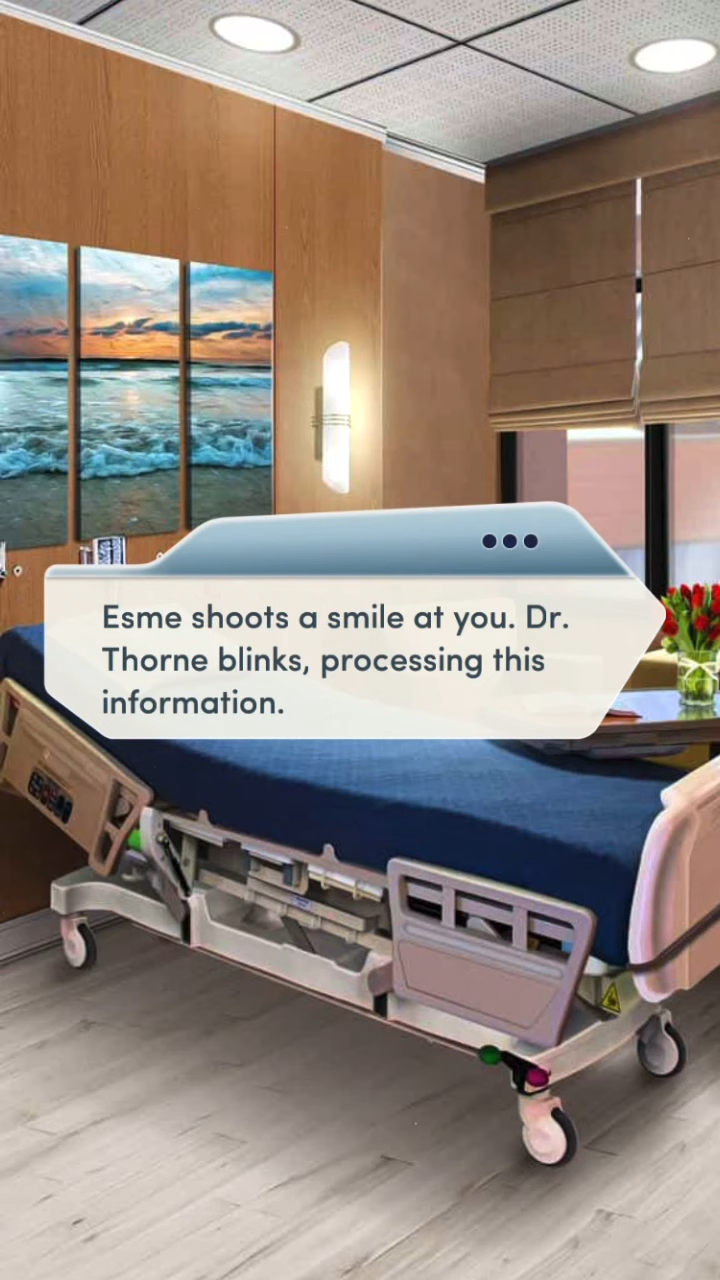 Esme shoots a smile at you. Dr.
Thorne blinks, processing this
information.